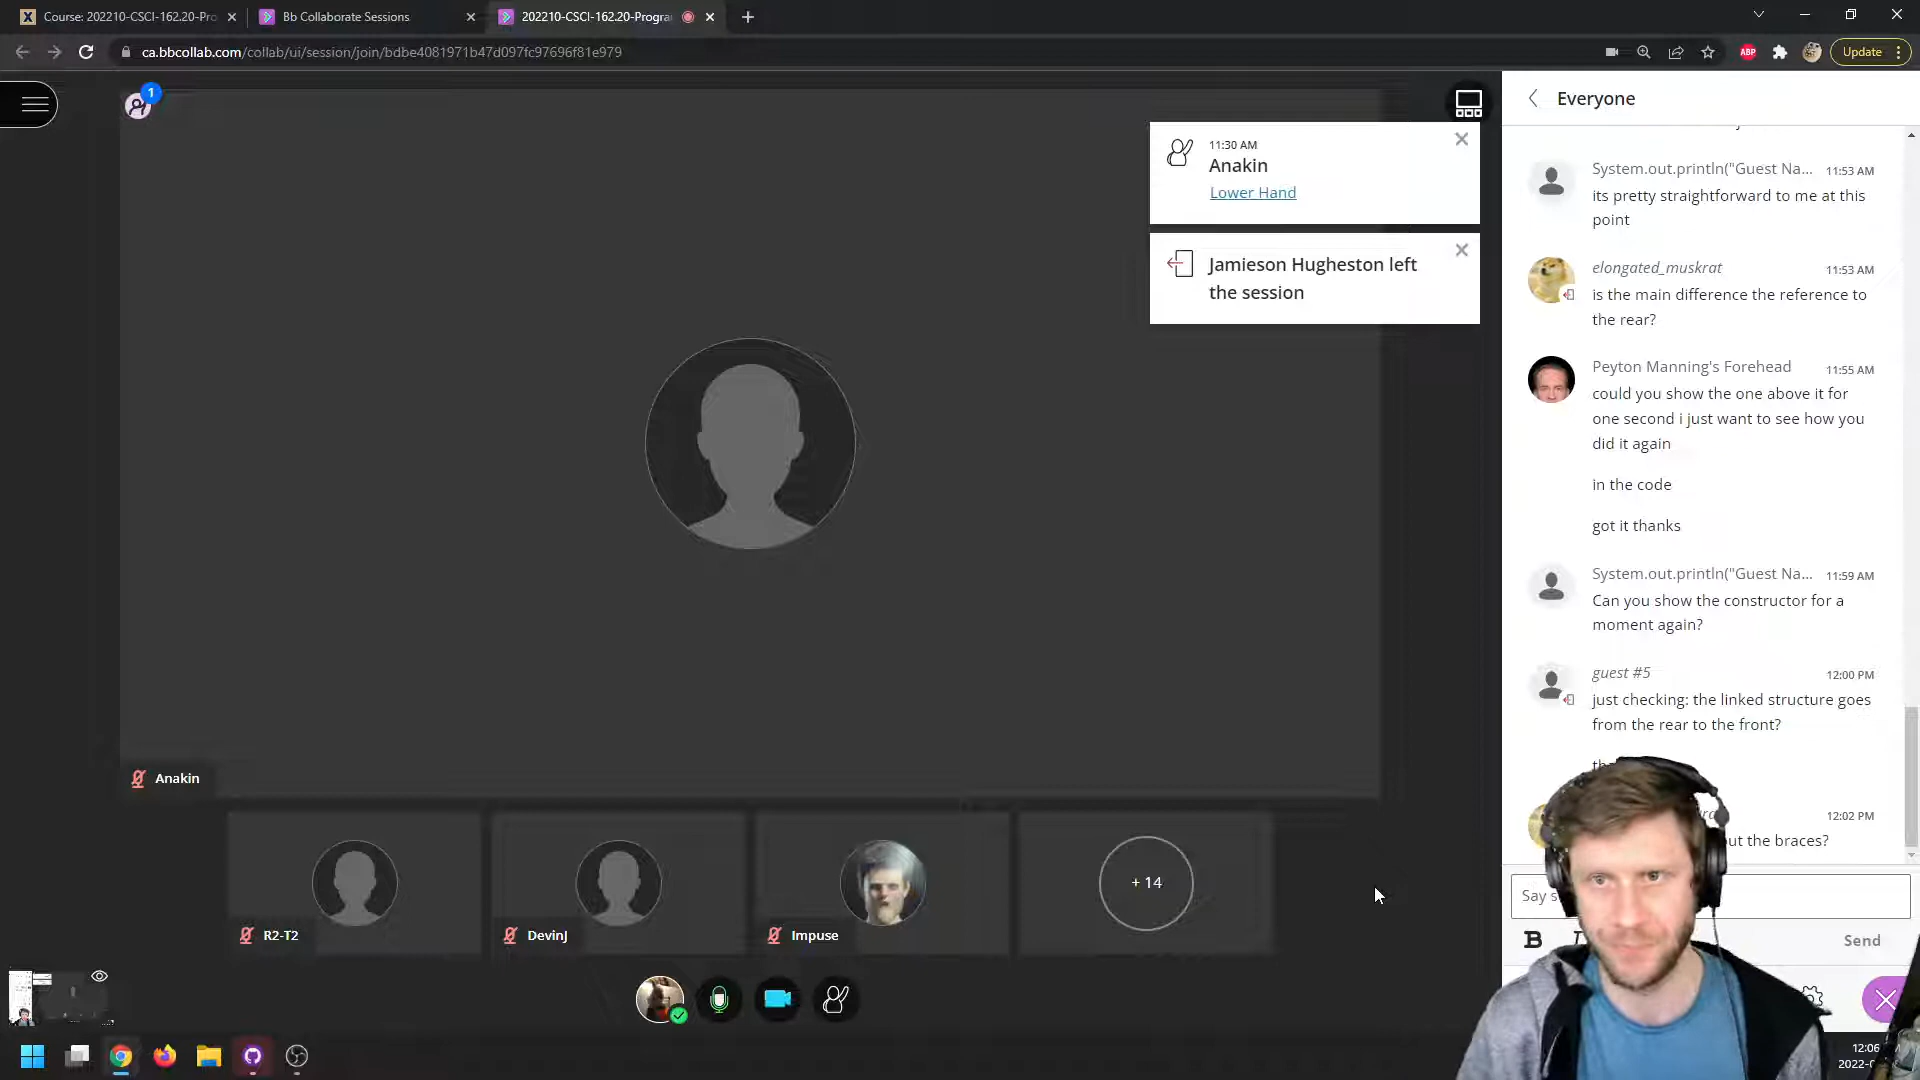 Course: 202210-CSCI-162.20-Pro
Bb Collaborate Sessions
202210-CSCI-162.20-Progra
ca.bbcollab.com/collab/ui/session/join/bdbe4081971b47d097fc97696f81e979
ABP
Update
1
Everyone
11:30 AM
Anakin
Lower Hand
Jamieson Hugheston left
the session
System.out.println("Guest Na... 11:53 AM
its pretty straightforward to me at this
point
elongated_muskrat 11:53 AM
is the main difference the reference to
the rear?
Peyton Manning's Forehead 11:55 AM
could you show the one above it for
one second i just want to see how you
did it again
in the code
got it thanks
System.out.println("Guest Na... 11:59 AM
Can you show the constructor for a
moment again?
guest #5 12:00 PM
just checking: the linked structure goes
from the rear to the front?
12:02 PM
the braces?
Say
B
Send
Anakin
R2-T2
DevinJ
Impuse
+ 14
12:06